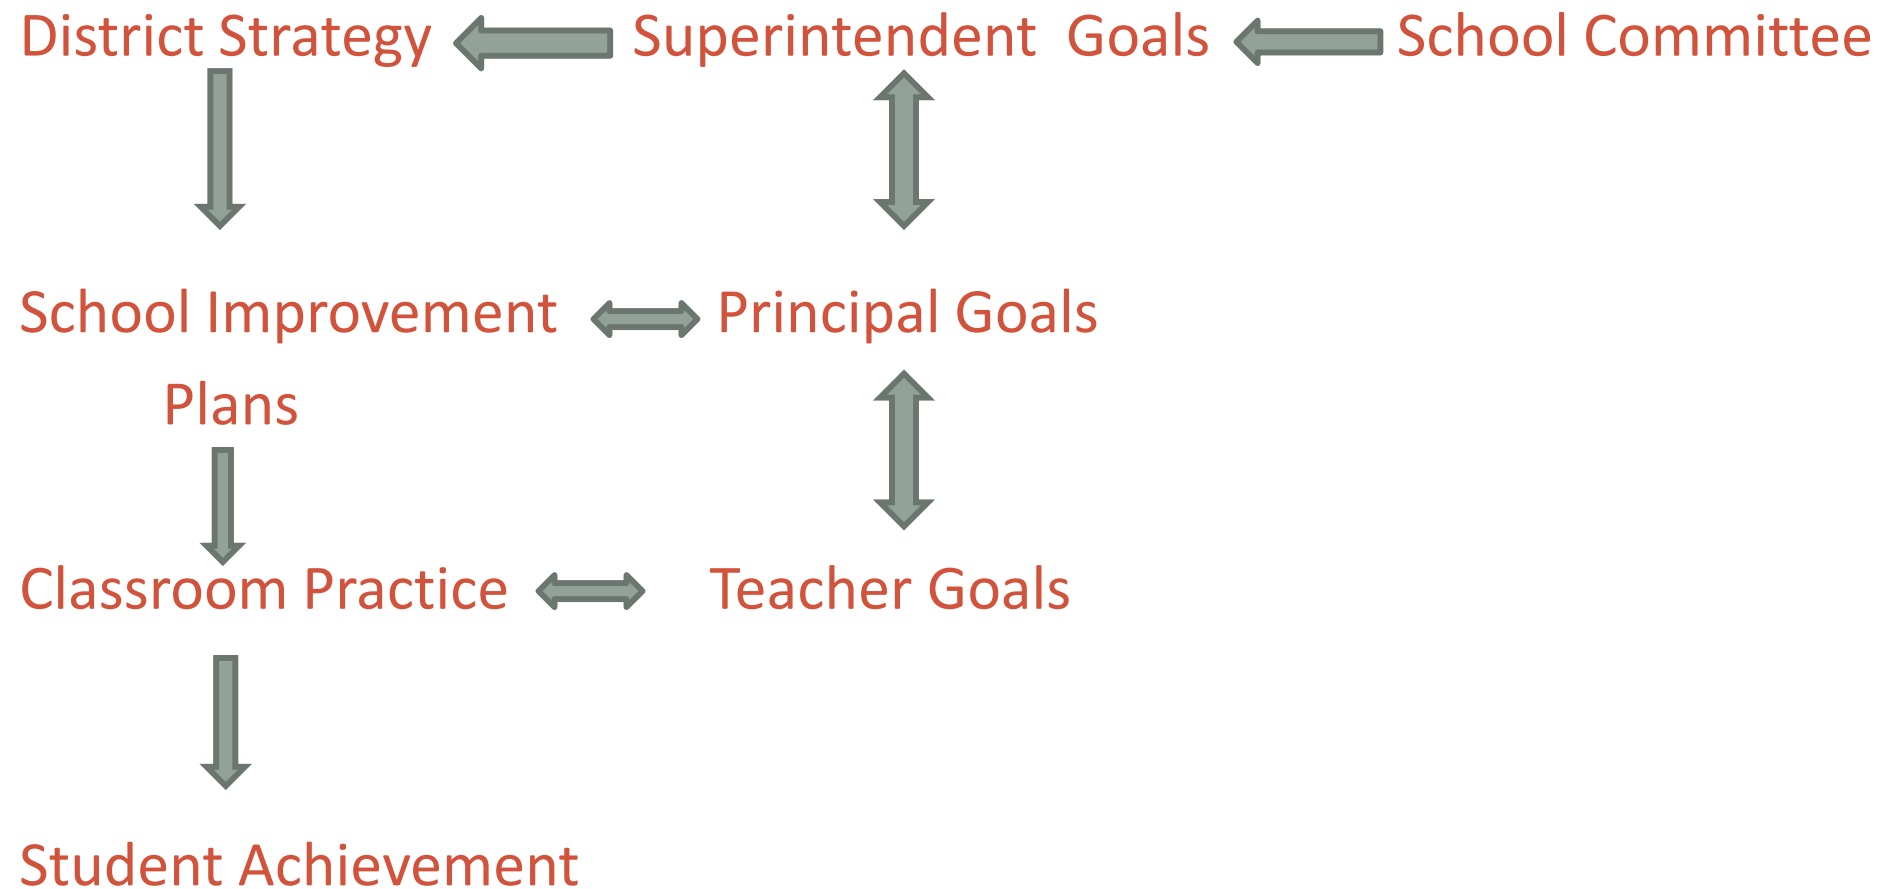 District Strategy Superintendent Goals School Committee
School Improvement Principal Goals
Plans
Classroom Practice Teacher Goals
Student Achievement